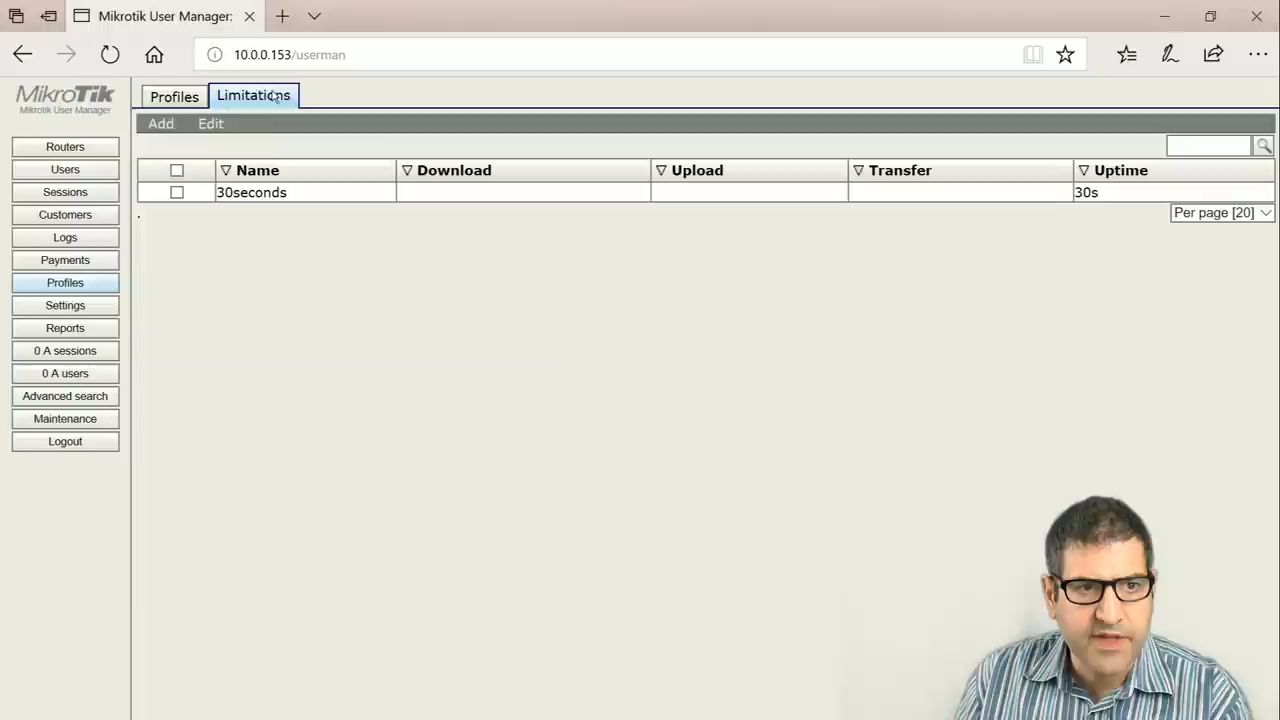 Mikrotik User Manager:
10.0.0.153/userman
MikroTik
Mikrotik User Manager
Routers
Users
Sessions
Customers
Logs
Payments
Profiles
Settings
Reports
0 A sessions
0 A users
Advanced search
Maintenance
Logout
Profiles Limitations
Add Edit
Name Download Upload Transfer Uptime
30seconds 30s
Per page [20]